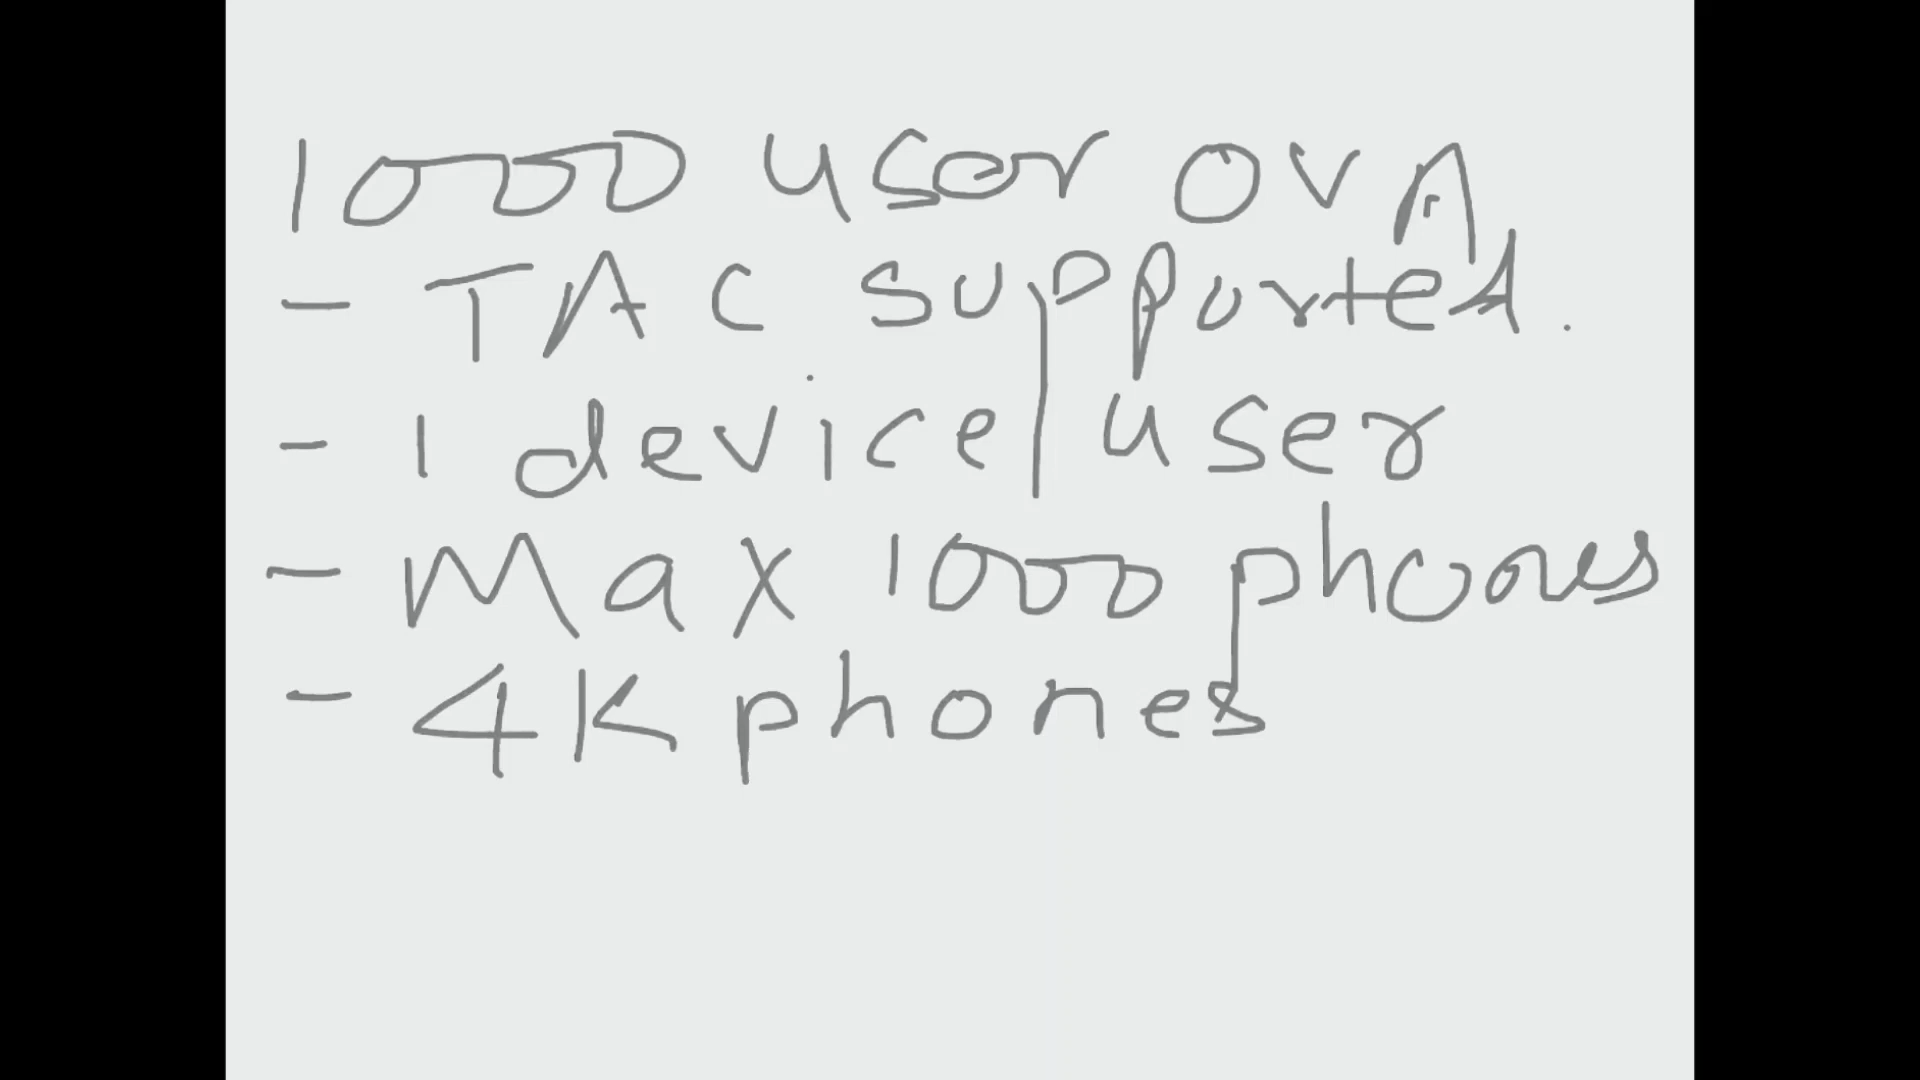 1000 user OVA
- TAC supported.
- 1 device/user
- Max 1000 phones
- 4K phones